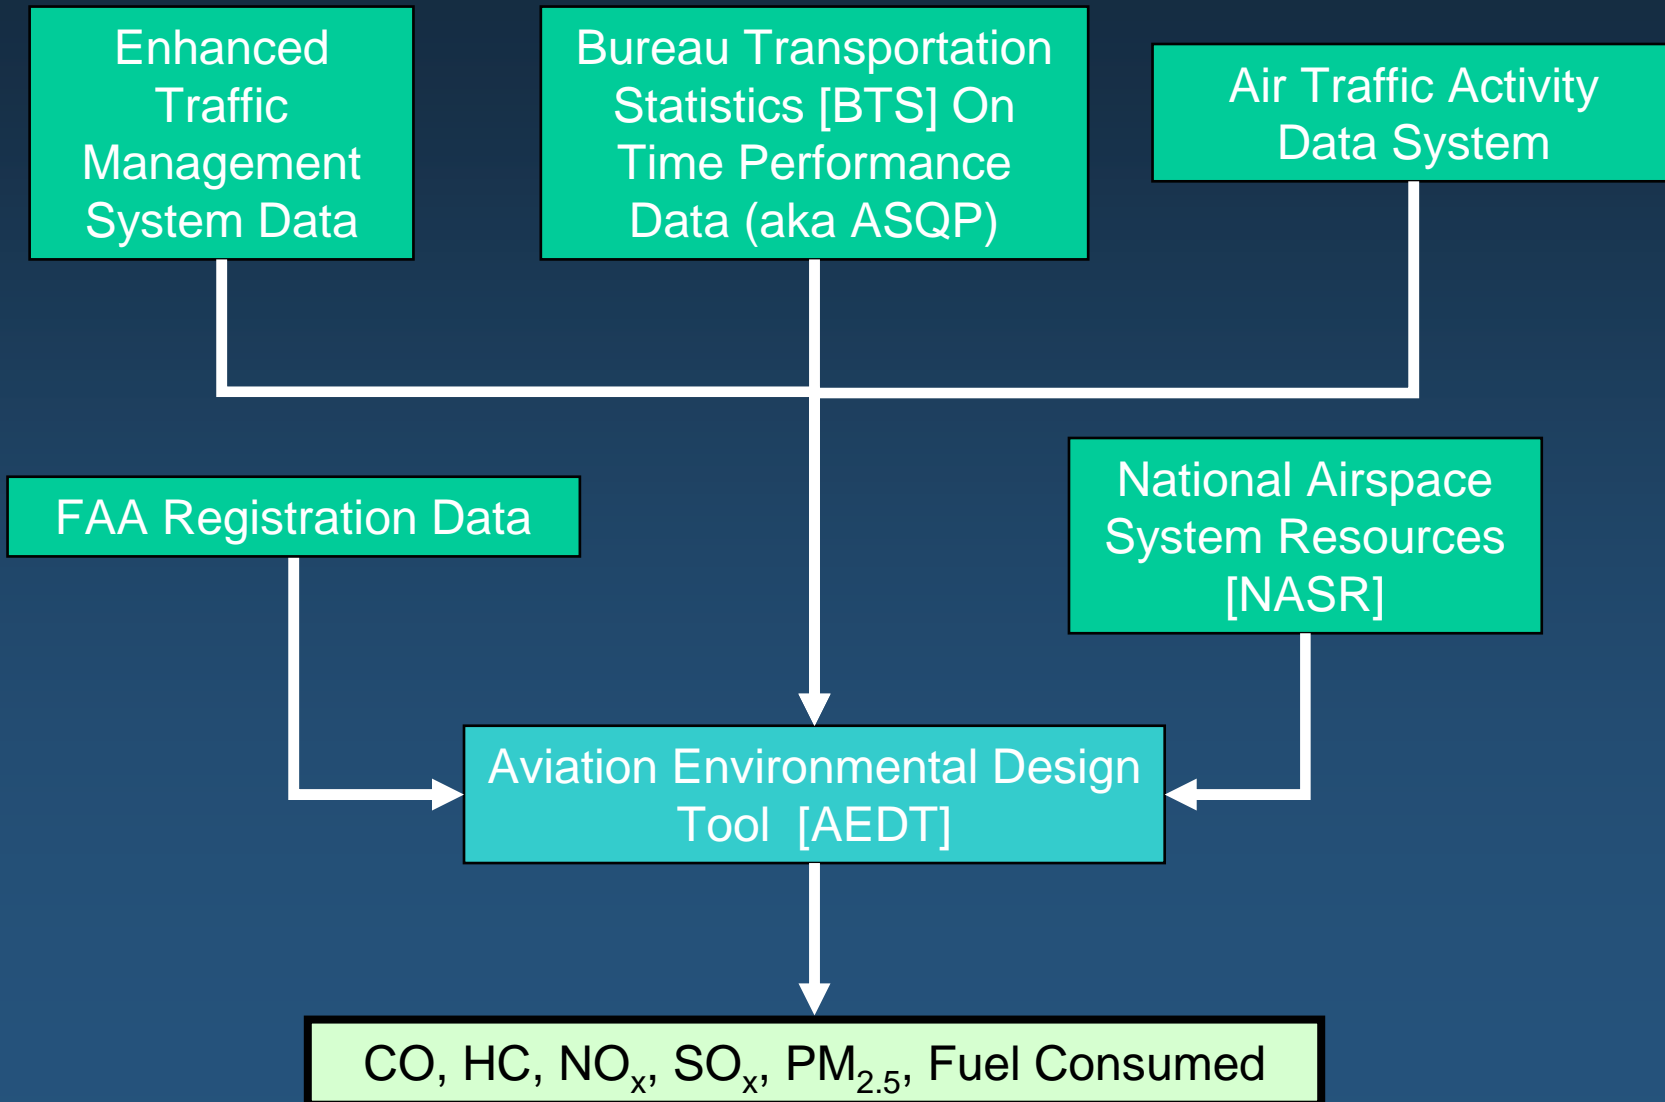 Enhanced
Traffic
Management
System Data
Bureau Transportation
Statistics [BTS] On
Time Performance
Data (aka ASQP)
Air Traffic Activity
Data System
FAA Registration Data
National Airspace
System Resources
[NASR]
Aviation Environmental Design
Tool [AEDT]
CO, HC, NOx, SOx, PM2.5, Fuel Consumed